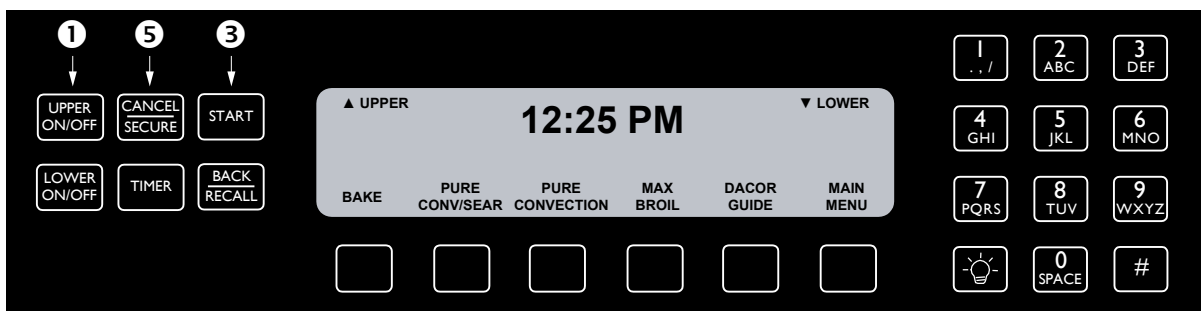 1 5 3
UPPER ON/OFF
CANCEL
SECURE
START
LOWER ON/OFF
TIMER
BACK
RECALL
▲ UPPER
▼ LOWER
12:25 PM
BAKE
PURE
CONV/SEAR
PURE
CONVECTION
MAX
BROIL
DACOR
GUIDE
MAIN
MENU
1
. , /
2
ABC
3
DEF
4
GHI
5
JKL
6
MNO
7
PQRS
8
TUV
9
WXYZ
0
SPACE
#